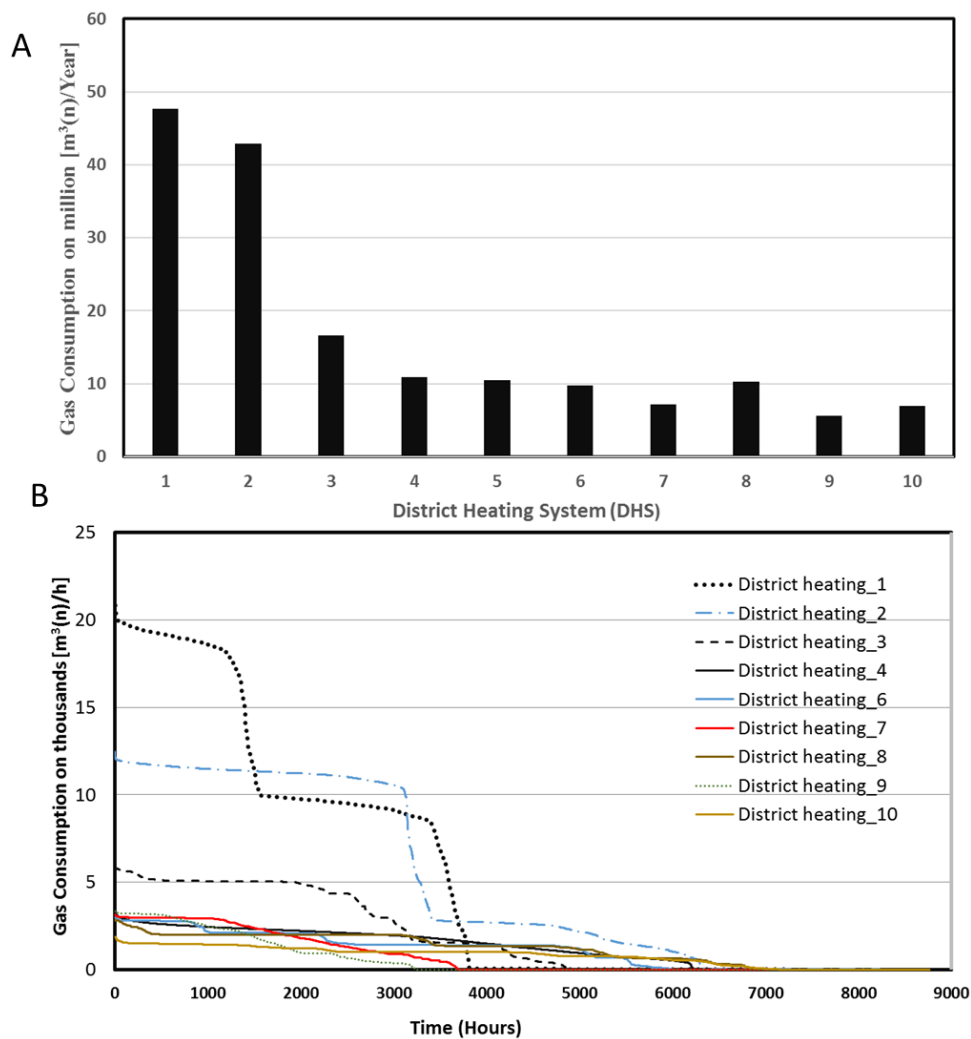 A
Gas Consumption on million [m³(n)/Year]
60
50
40
30
20
10
0
1 2 3 4 5 6 7 8 9 10
District Heating System (DHS)
B
Gas Consumption on thousands [m³(n)/h]
25
20
15
10
5
0
District heating_1
District heating_2
District heating_3
District heating_4
District heating_6
District heating_7
District heating_8
District heating_9
District heating_10
0 1000 2000 3000 4000 5000 6000 7000 8000 9000
Time (Hours)